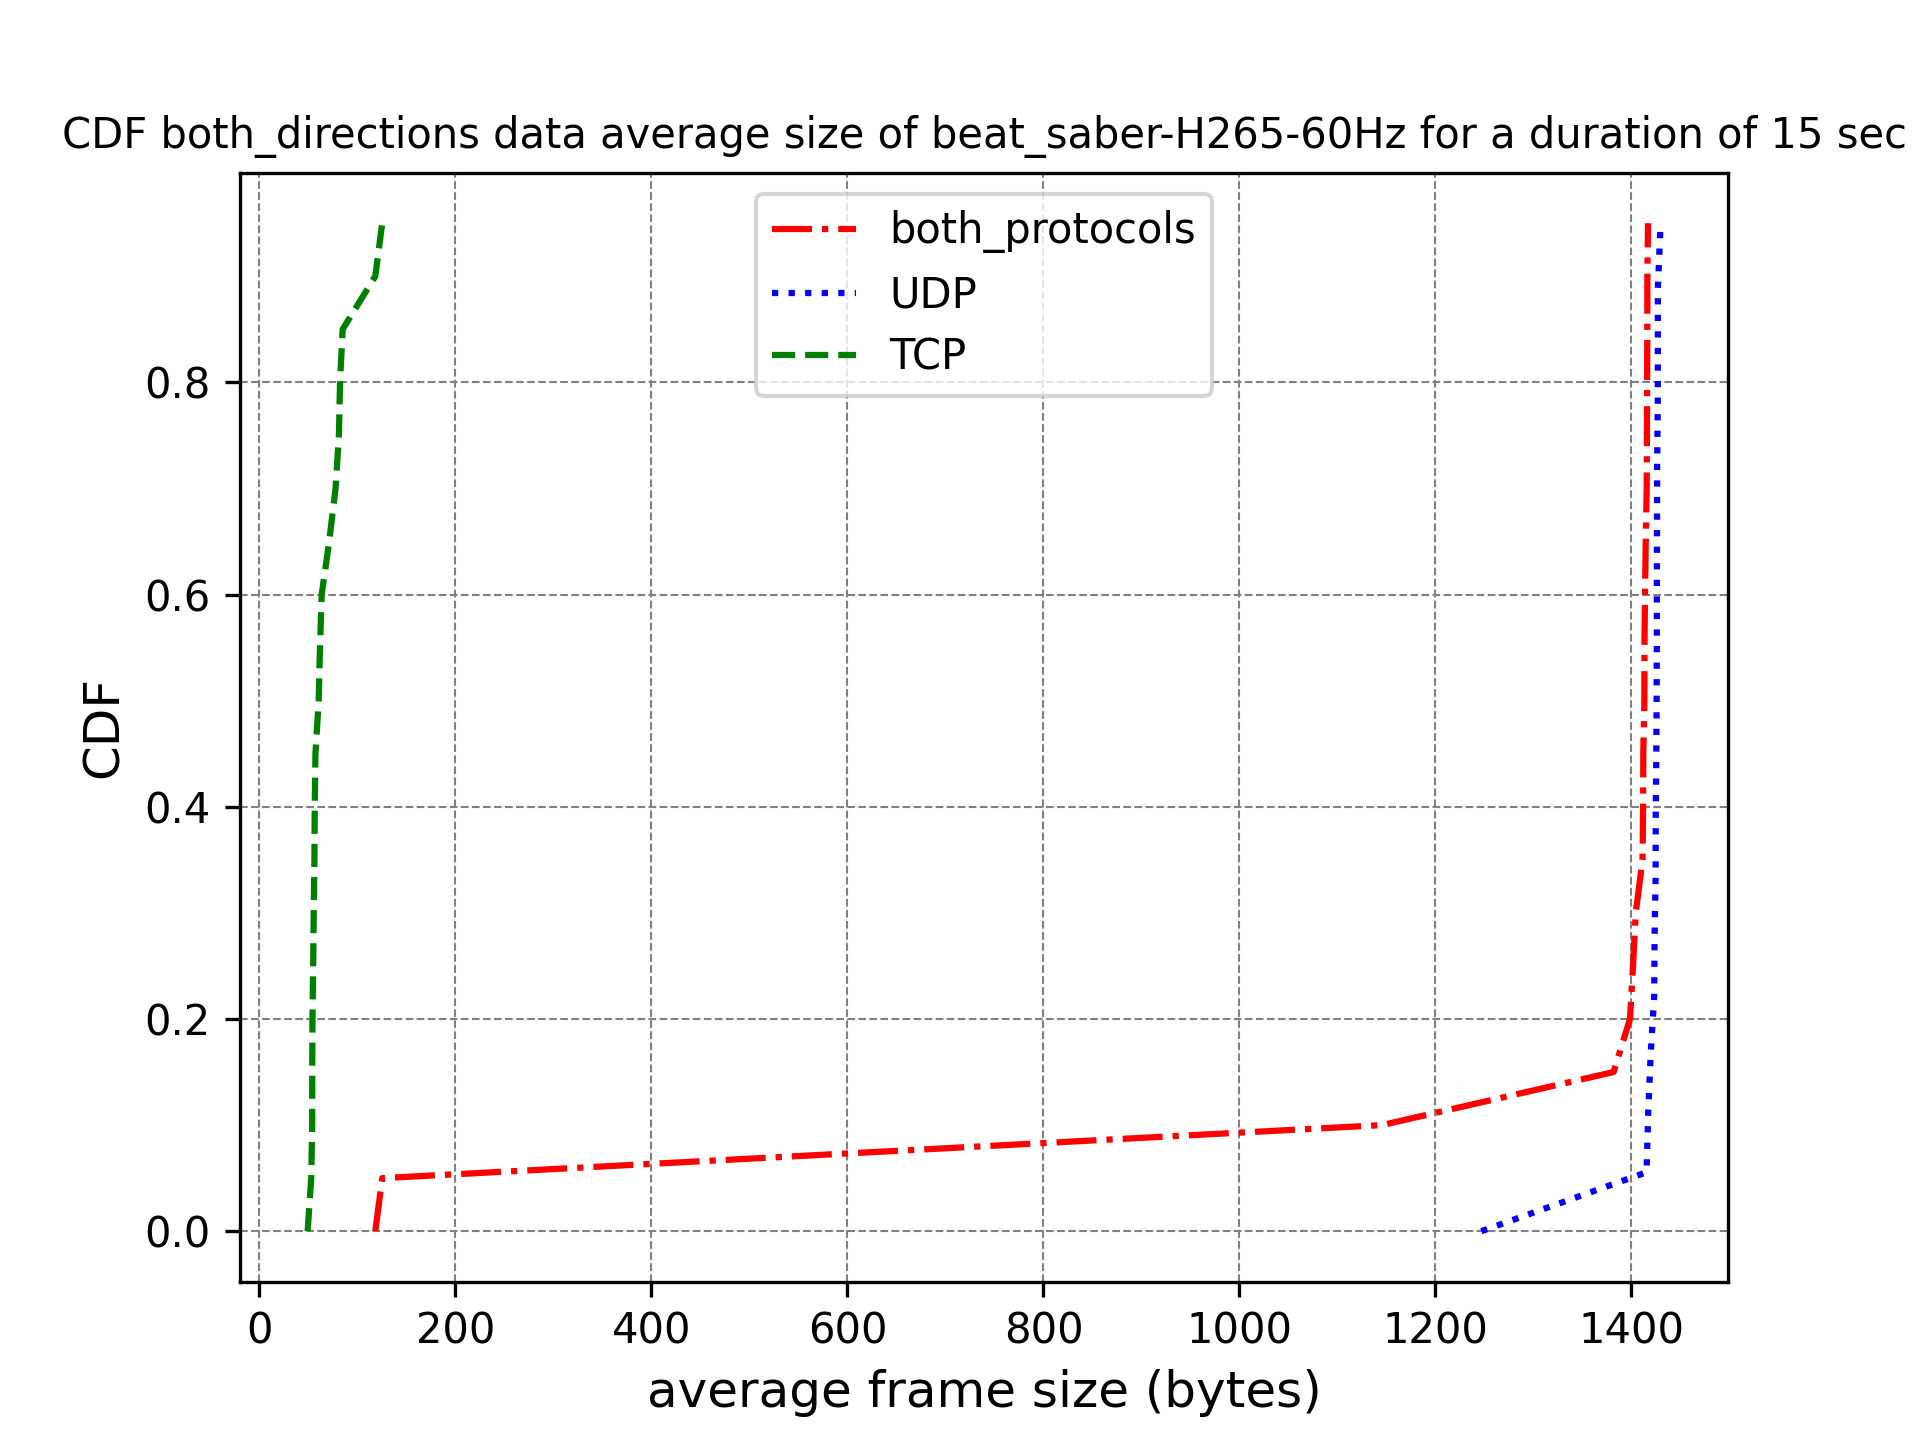 CDF both_directions data average size of beat_saber-H265-60Hz for a duration of 15 sec
both_protocols
UDP
TCP
0.8
0.6
0.4
0.2
0.0
CDF
0 200 400 600 800 1000 1200 1400
average frame size (bytes)